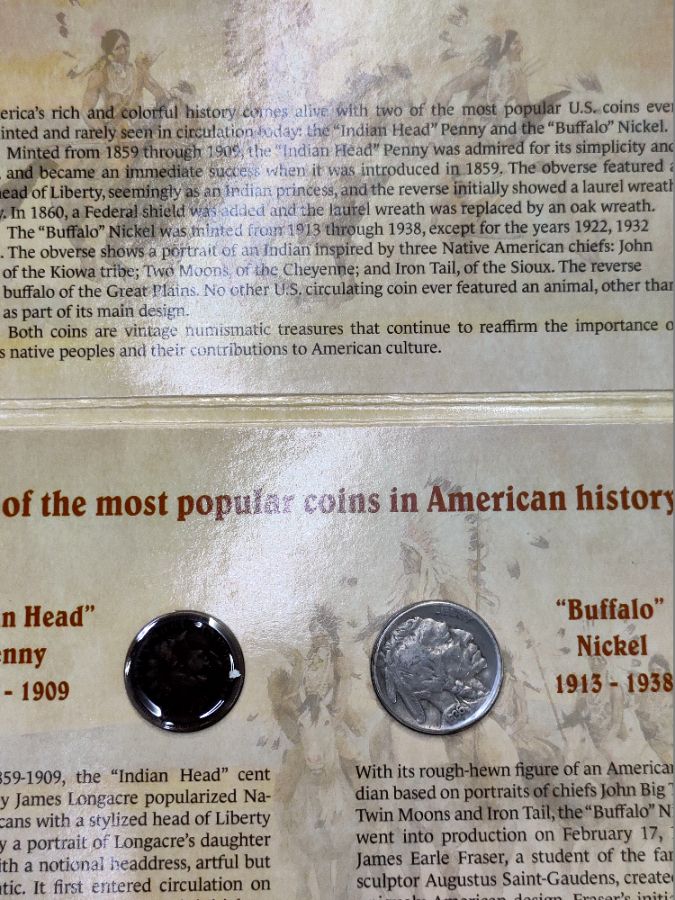 erica's rich and colorful history comes alive with two of the most popular U.S. coins eve
inted and rarely seen in circulation today: the “Indian Head” Penny and the “Buffalo” Nickel.
Minted from 1859 through 1909, the “Indian Head” Penny was admired for its simplicity and
, and became an immediate success when it was introduced in 1859. The obverse featured a
head of Liberty, seemingly as an Indian princess, and the reverse initially showed a laurel wreath
y. In 1860, a Federal shield was added and the laurel wreath was replaced by an oak wreath.
The “Buffalo” Nickel was minted from 1913 through 1938, except for the years 1922, 1932
. The obverse shows a portrait of an Indian inspired by three Native American chiefs: John
of the Kiowa tribe; Two Moons, of the Cheyenne; and Iron Tail, of the Sioux. The reverse
buffalo of the Great Plains. No other U.S. circulating coin ever featured an animal, other than
as part of its main design.
Both coins are vintage numismatic treasures that continue to reaffirm the importance o
s native peoples and their contributions to American culture.
of the most popular coins in American history
n Head”
enny
- 1909
“Buffalo”
Nickel
1913 - 1938
859-1909, the “Indian Head” cent
y James Longacre popularized Na-
cans with a stylized head of Liberty
y a portrait of Longacre's daughter
ith a notional headdress, artful but
tic. It first entered circulation on
With its rough-hewn figure of an America
dian based on portraits of chiefs John Big T
Twin Moons and Iron Tail, the “Buffalo” N
went into production on February 17, 1
James Earle Fraser, a student of the fa
sculptor Augustus Saint-Gaudens, create
American design. Fraser's initi